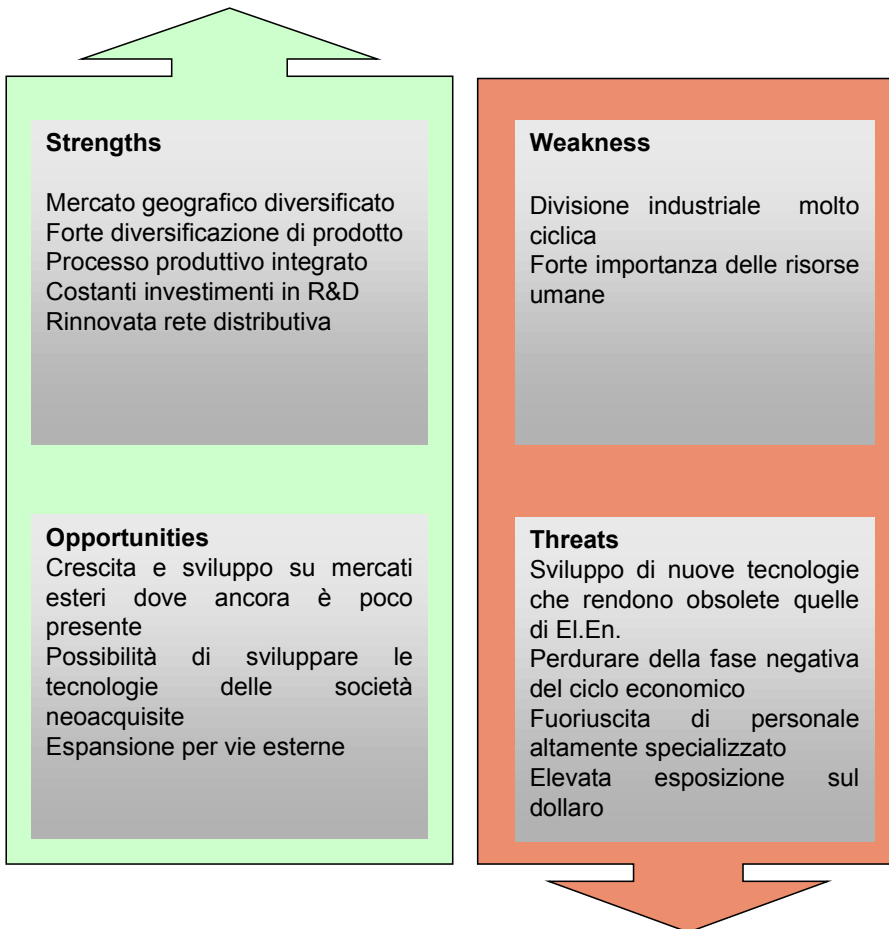 Strengths
Mercato geografico diversificato
Forte diversificazione di prodotto
Processo produttivo integrato
Costanti investimenti in R&D
Rinnovata rete distributiva
Weakness
Divisione industriale molto
ciclica
Forte importanza delle risorse
umane
Opportunities
Crescita e sviluppo su mercati
esteri dove ancora è poco
presente
Possibilità di sviluppare le
tecnologie delle società
neoacquisite
Espansione per vie esterne
Threats
Sviluppo di nuove tecnologie
che rendono obsolete quelle
di El.En.
Perdurare della fase negativa
del ciclo economico
Fuoriuscita di personale
altamente specializzato
Elevata esposizione sul
dollaro